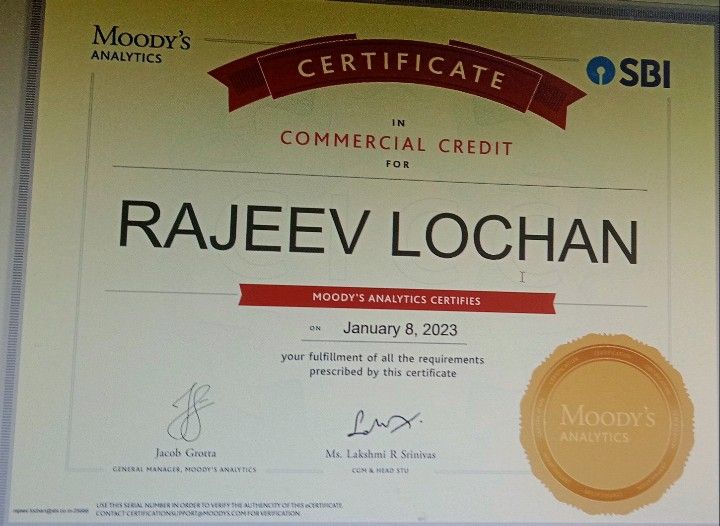 MOODY'S
ANALYTICS
CERTIFICATE
SBI
IN
COMMERCIAL CREDIT
FOR
RAJEEV LOCHAN
MOODY'S ANALYTICS CERTIFIES
ON January 8, 2023
your fulfillment of all the requirements
prescribed by this certificate
Jacob Grotta
GENERAL MANAGER, MOODY'S ANALYTICS
Ms. Lakshmi R Srinivas
CGM & HEAD STU
MOODY'S
ANALYTICS
USE THIS SERIAL NUMBER IN ORDER TO VERIFY THE AUTHENCITY OF THIS eCERTIFICATE.
CONTACT CERTIFICATIONSUPPORT@MOODYS.COM FOR VERIFICATION.